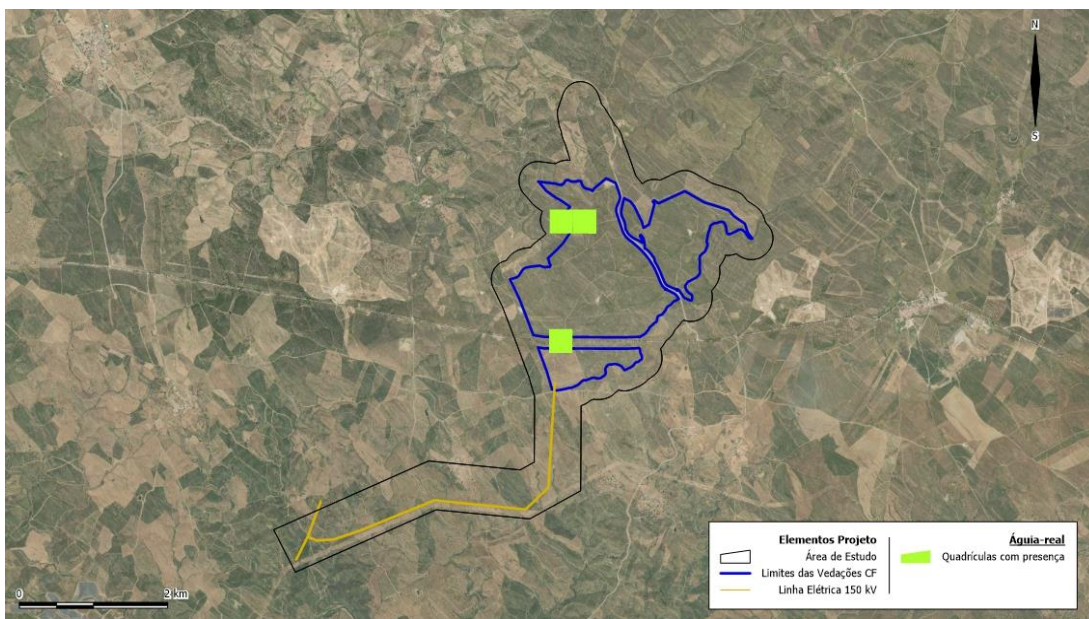 N
S
Elementos Projeto
Área de Estudo
Limites das Vedações CF
Linha Elétrica 150 kV
Águia-real
Quadrículas com presença
0
2 km